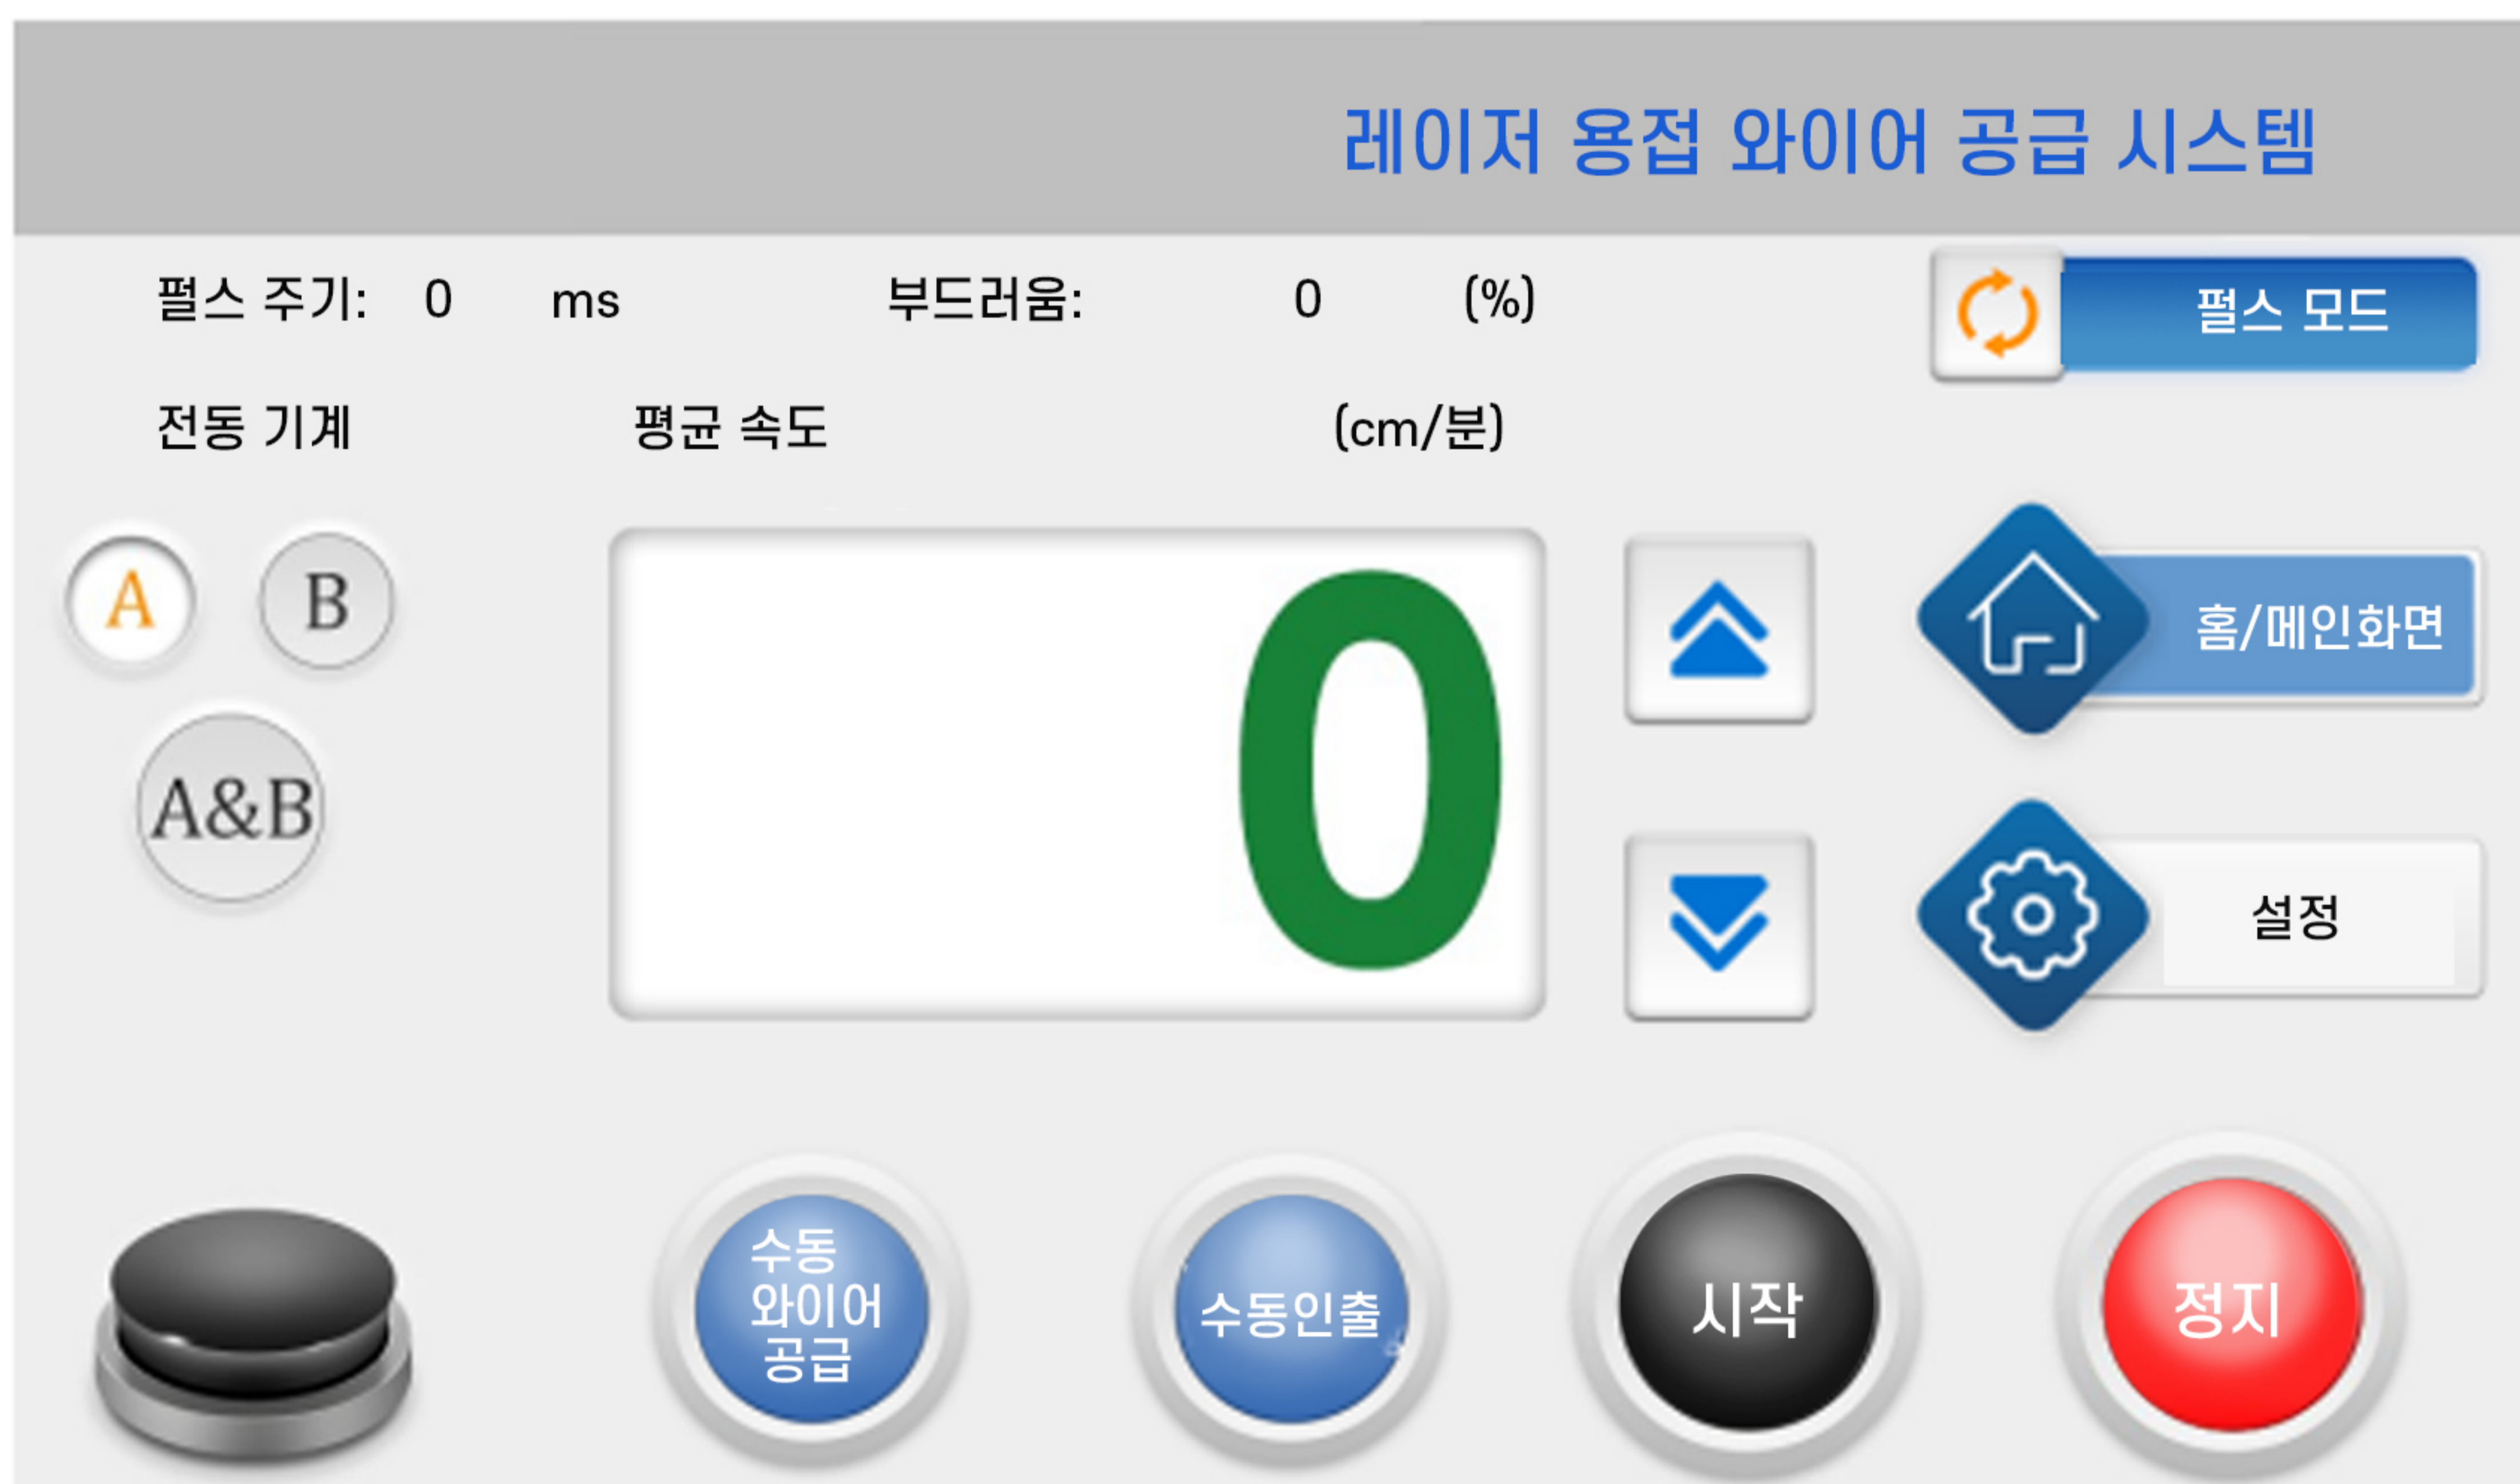 레이저 용접 와이어 공급 시스템
펄스 주기: 0 ms 부드러움: 0 (%) 펄스 모드
전동 기계 평균 속도 (cm/분)
A B
A&B
0
홈/메인화면
설정
수동
와이어
공급
수동인출
시작
정지